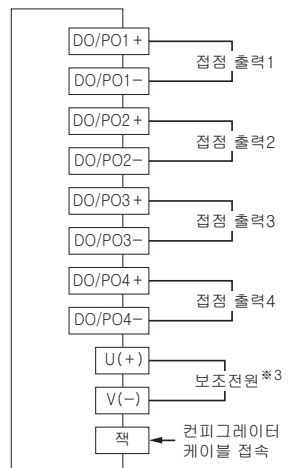 DO/PO1+
접점 출력1
DO/PO1−
DO/PO2+
접점 출력2
DO/PO2−
DO/PO3+
접점 출력3
DO/PO3−
DO/PO4+
접점 출력4
DO/PO4−
U(+)
보조전원※3
V(−)
잭
컨피그레이터
케이블 접속